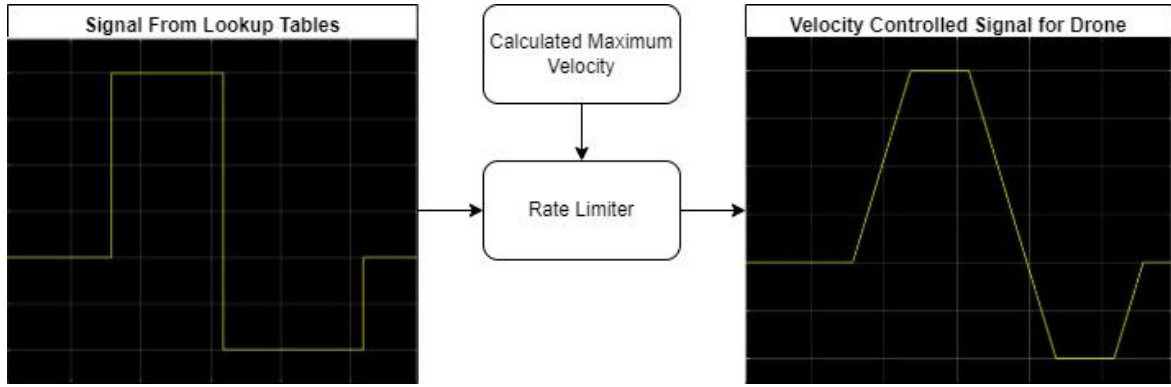 Signal From Lookup Tables
Calculated Maximum
Velocity
Rate Limiter
Velocity Controlled Signal for Drone